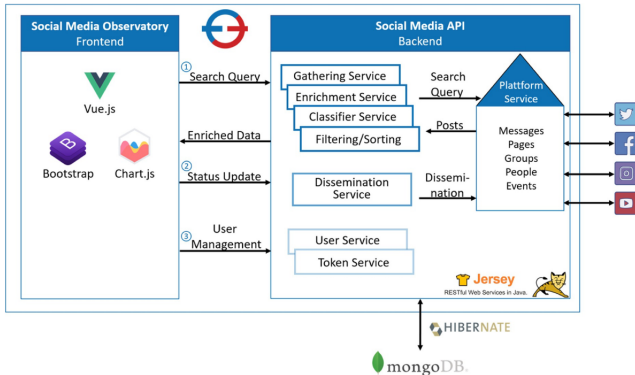 Social Media Observatory
Frontend
Social Media API
Backend
Vue.js
Bootstrap
Chart.js
①
Search Query
Enriched Data
②
Status Update
③
User
Management
Gathering Service
Enrichment Service
Classifier Service
Filtering/Sorting
Dissemination
Service
User Service
Token Service
Search
Query
Posts
Dissemi-
nation
Plattform
Service
Messages
Pages
Groups
People
Events
Jersey
RESTful Web Services in Java.
HIBERNATE
mongoDB.